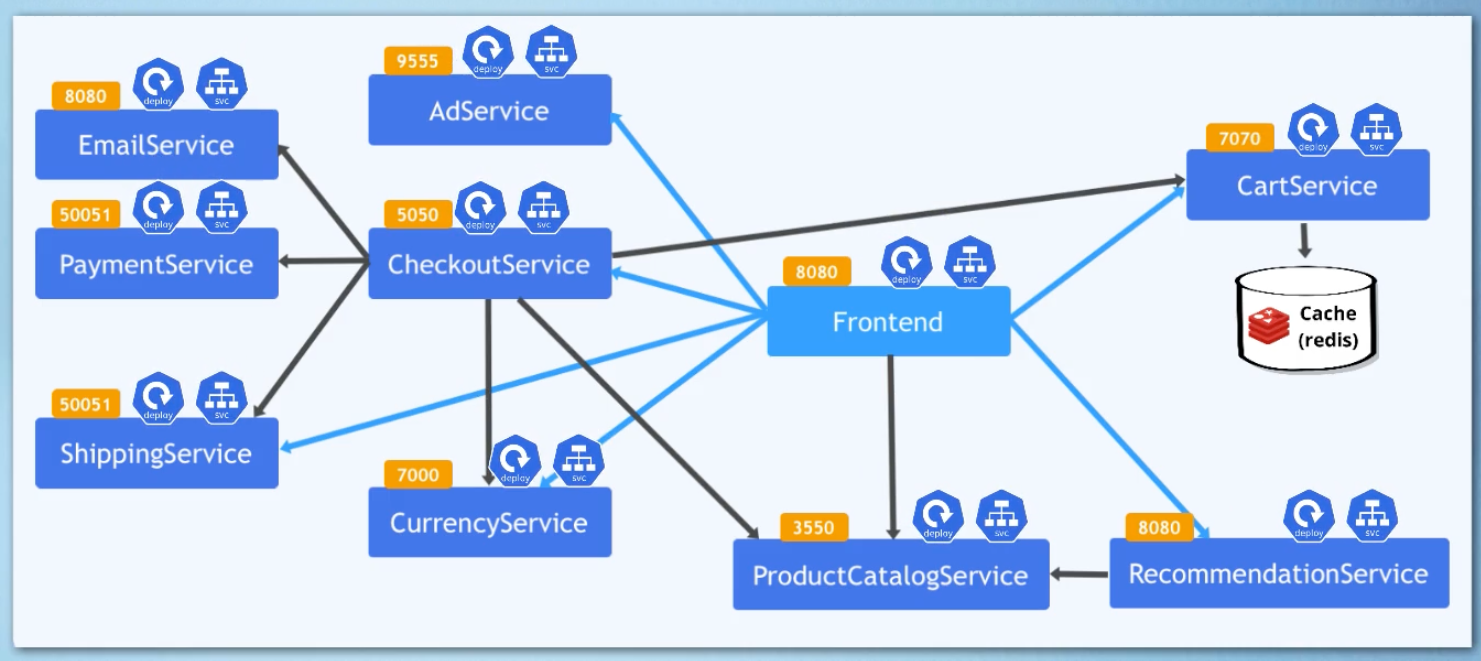 9555
deploy
svc
AdService
8080
deploy
svc
EmailService
7070
deploy
svc
CartService
50051
deploy
svc
PaymentService
5050
deploy
svc
CheckoutService
8080
deploy
svc
Frontend
Cache
(redis)
50051
deploy
svc
ShippingService
7000
deploy
svc
CurrencyService
3550
deploy
svc
ProductCatalogService
8080
deploy
svc
RecommendationService